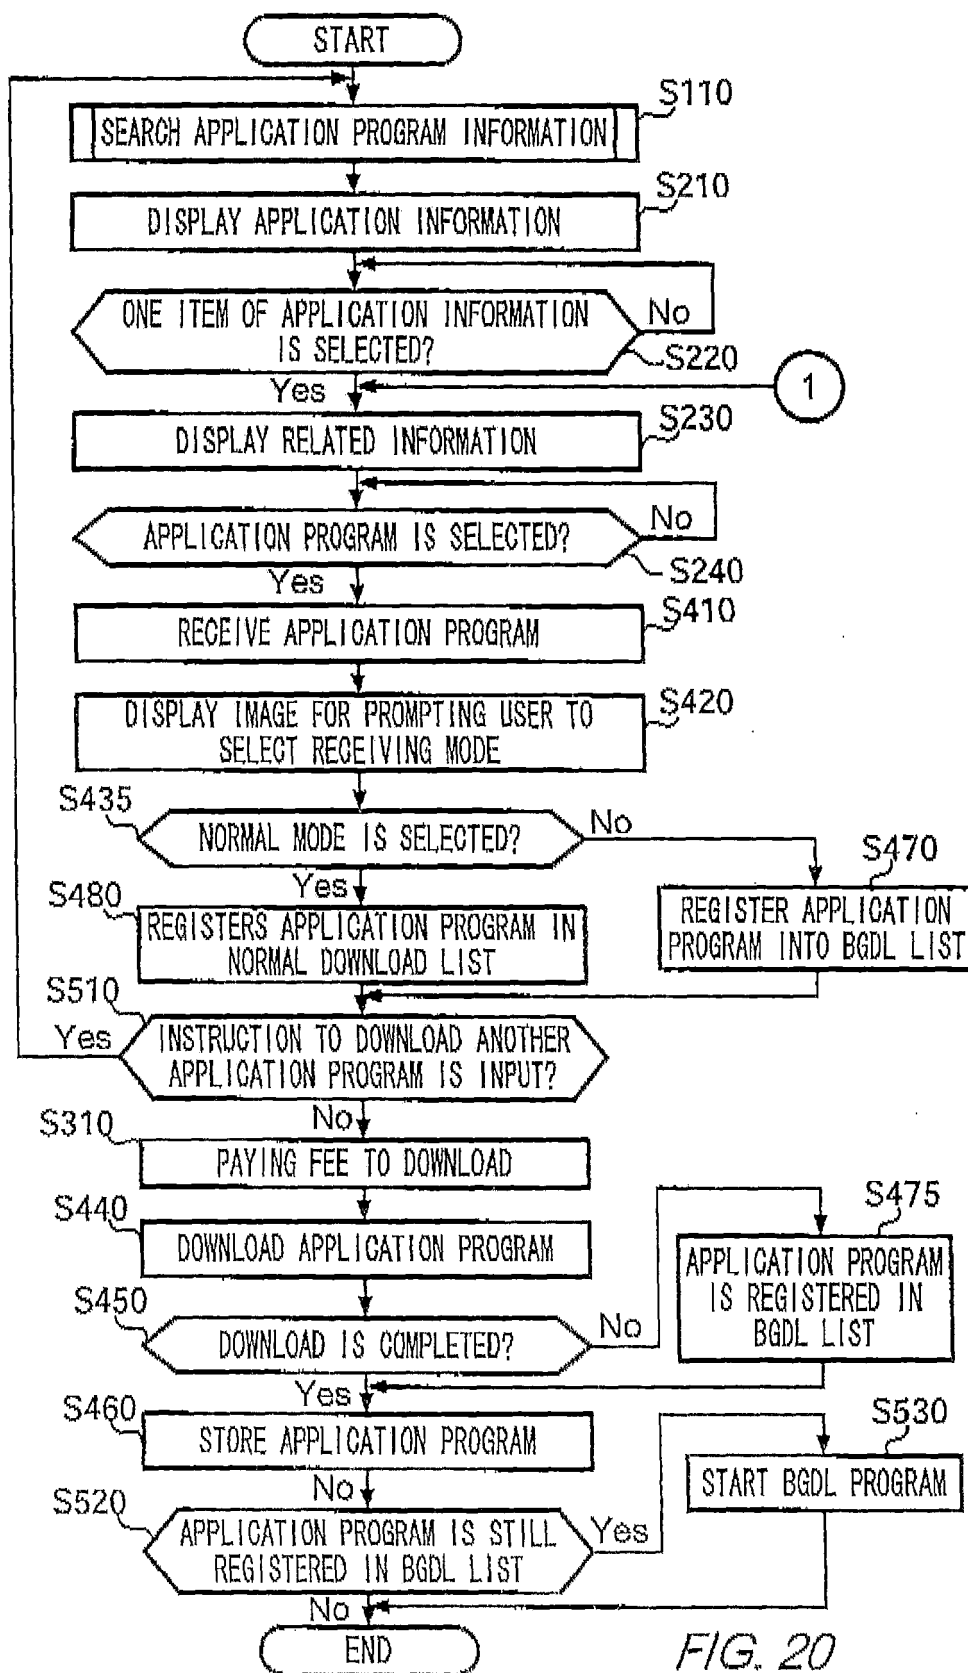 START
S110
SEARCH APPLICATION PROGRAM INFORMATION
S210
DISPLAY APPLICATION INFORMATION
ONE ITEM OF APPLICATION INFORMATION
IS SELECTED?
No
S220
Yes
1
S230
DISPLAY RELATED INFORMATION
APPLICATION PROGRAM IS SELECTED?
No
S240
Yes
S410
RECEIVE APPLICATION PROGRAM
S420
DISPLAY IMAGE FOR PROMPTING USER TO
SELECT RECEIVING MODE
S435
NORMAL MODE IS SELECTED?
No
S470
REGISTER APPLICATION
PROGRAM INTO BGDL LIST
Yes
S480
REGISTERS APPLICATION PROGRAM IN
NORMAL DOWNLOAD LIST
S510
Yes
INSTRUCTION TO DOWNLOAD ANOTHER
APPLICATION PROGRAM IS INPUT?
No
S310
PAYING FEE TO DOWNLOAD
S440
DOWNLOAD APPLICATION PROGRAM
S475
APPLICATION PROGRAM
IS REGISTERED IN
BGDL LIST
S450
DOWNLOAD IS COMPLETED?
No
Yes
S460
STORE APPLICATION PROGRAM
S530
START BGDL PROGRAM
No
S520
APPLICATION PROGRAM IS STILL
REGISTERED IN BGDL LIST
Yes
No
END
FIG. 20